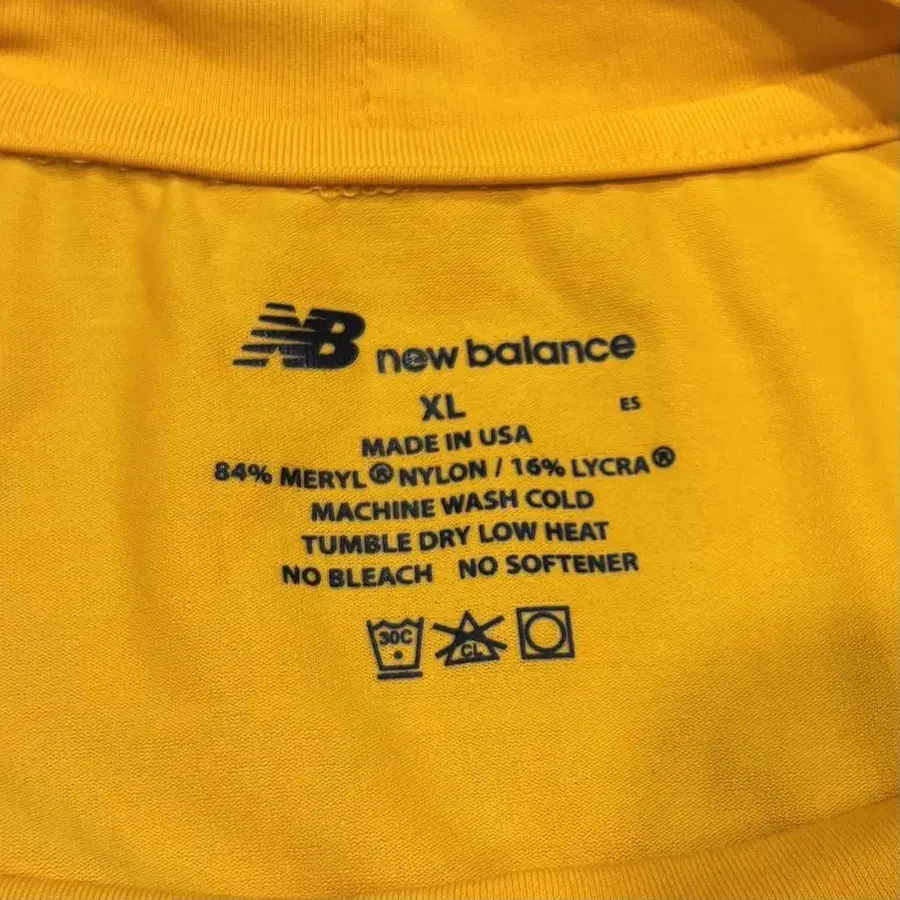 NB new balance
XL ES
MADE IN USA
84% MERYL® NYLON / 16% LYCRA®
MACHINE WASH COLD
TUMBLE DRY LOW HEAT
NO BLEACH NO SOFTENER
30C CL